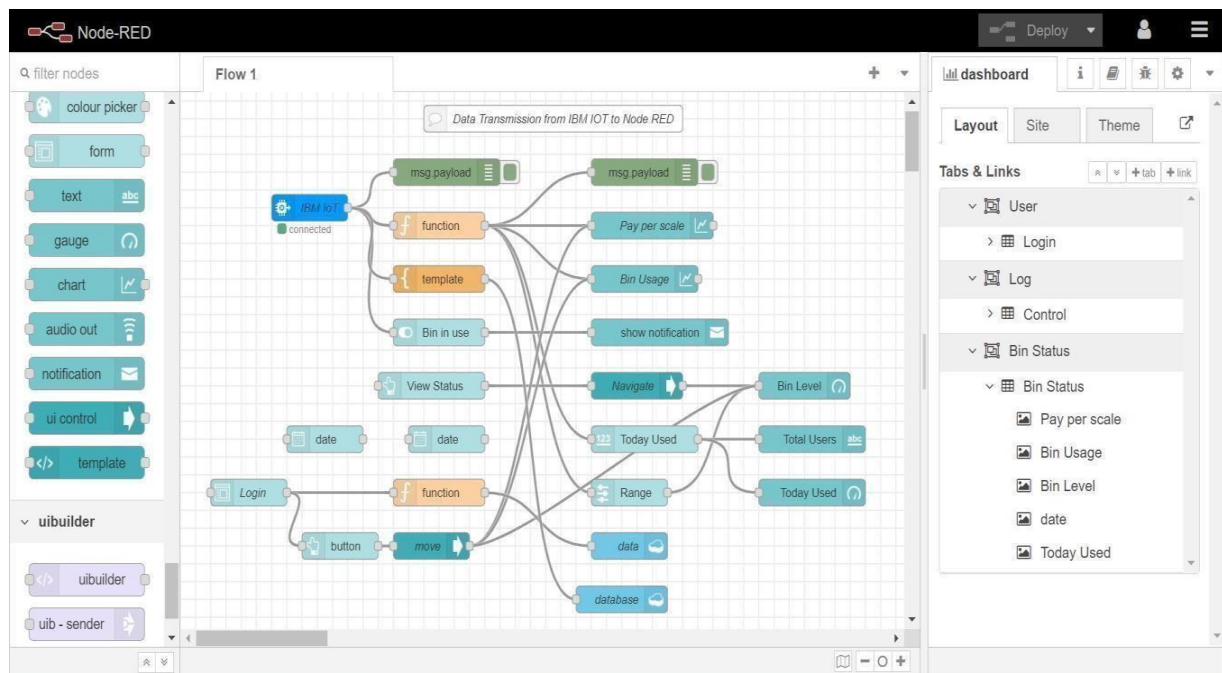 Node-RED
Deploy
filter nodes
Flow 1
dashboard
i
colour picker
form
text
abc
gauge
chart
audio out
notification
ui control
</> template
uibuilder
</> uibuilder
uib - sender
Data Transmission from IBM IOT to Node RED
msg.payload
msg.payload
IBM IoT
connected
f function
Pay per scale
{ template
Bin Usage
Bin in use
show notification
View Status
Navigate
Bin Level
date
date
123 Today Used
Total Users abc
Login
f function
Range
Today Used
button
move
data
database
Layout
Site
Theme
Tabs & Links
+ tab
+ link
User
Login
Log
Control
Bin Status
Bin Status
Pay per scale
Bin Usage
Bin Level
date
Today Used